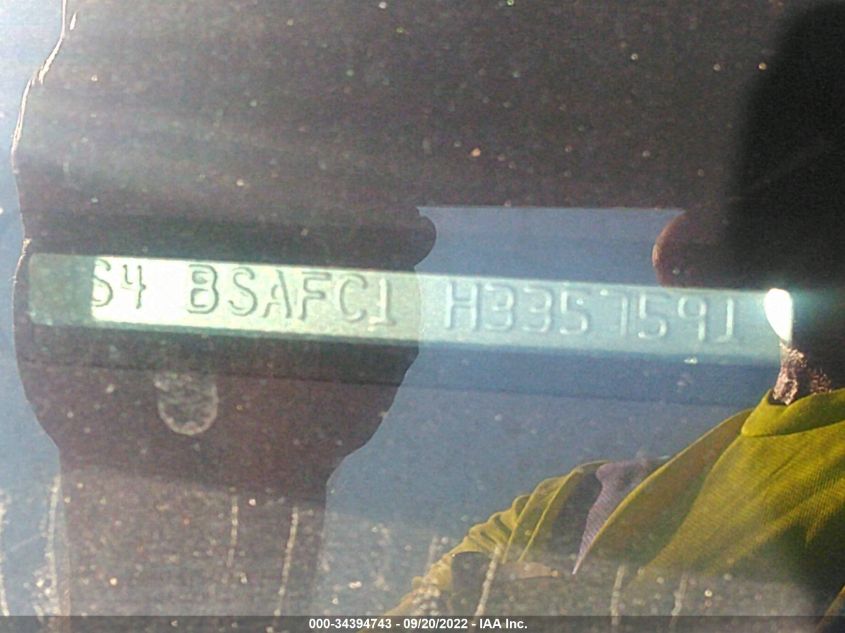 S4 BSAFC1 H3357591
000-34394743 - 09/20/2022 - IAA Inc.